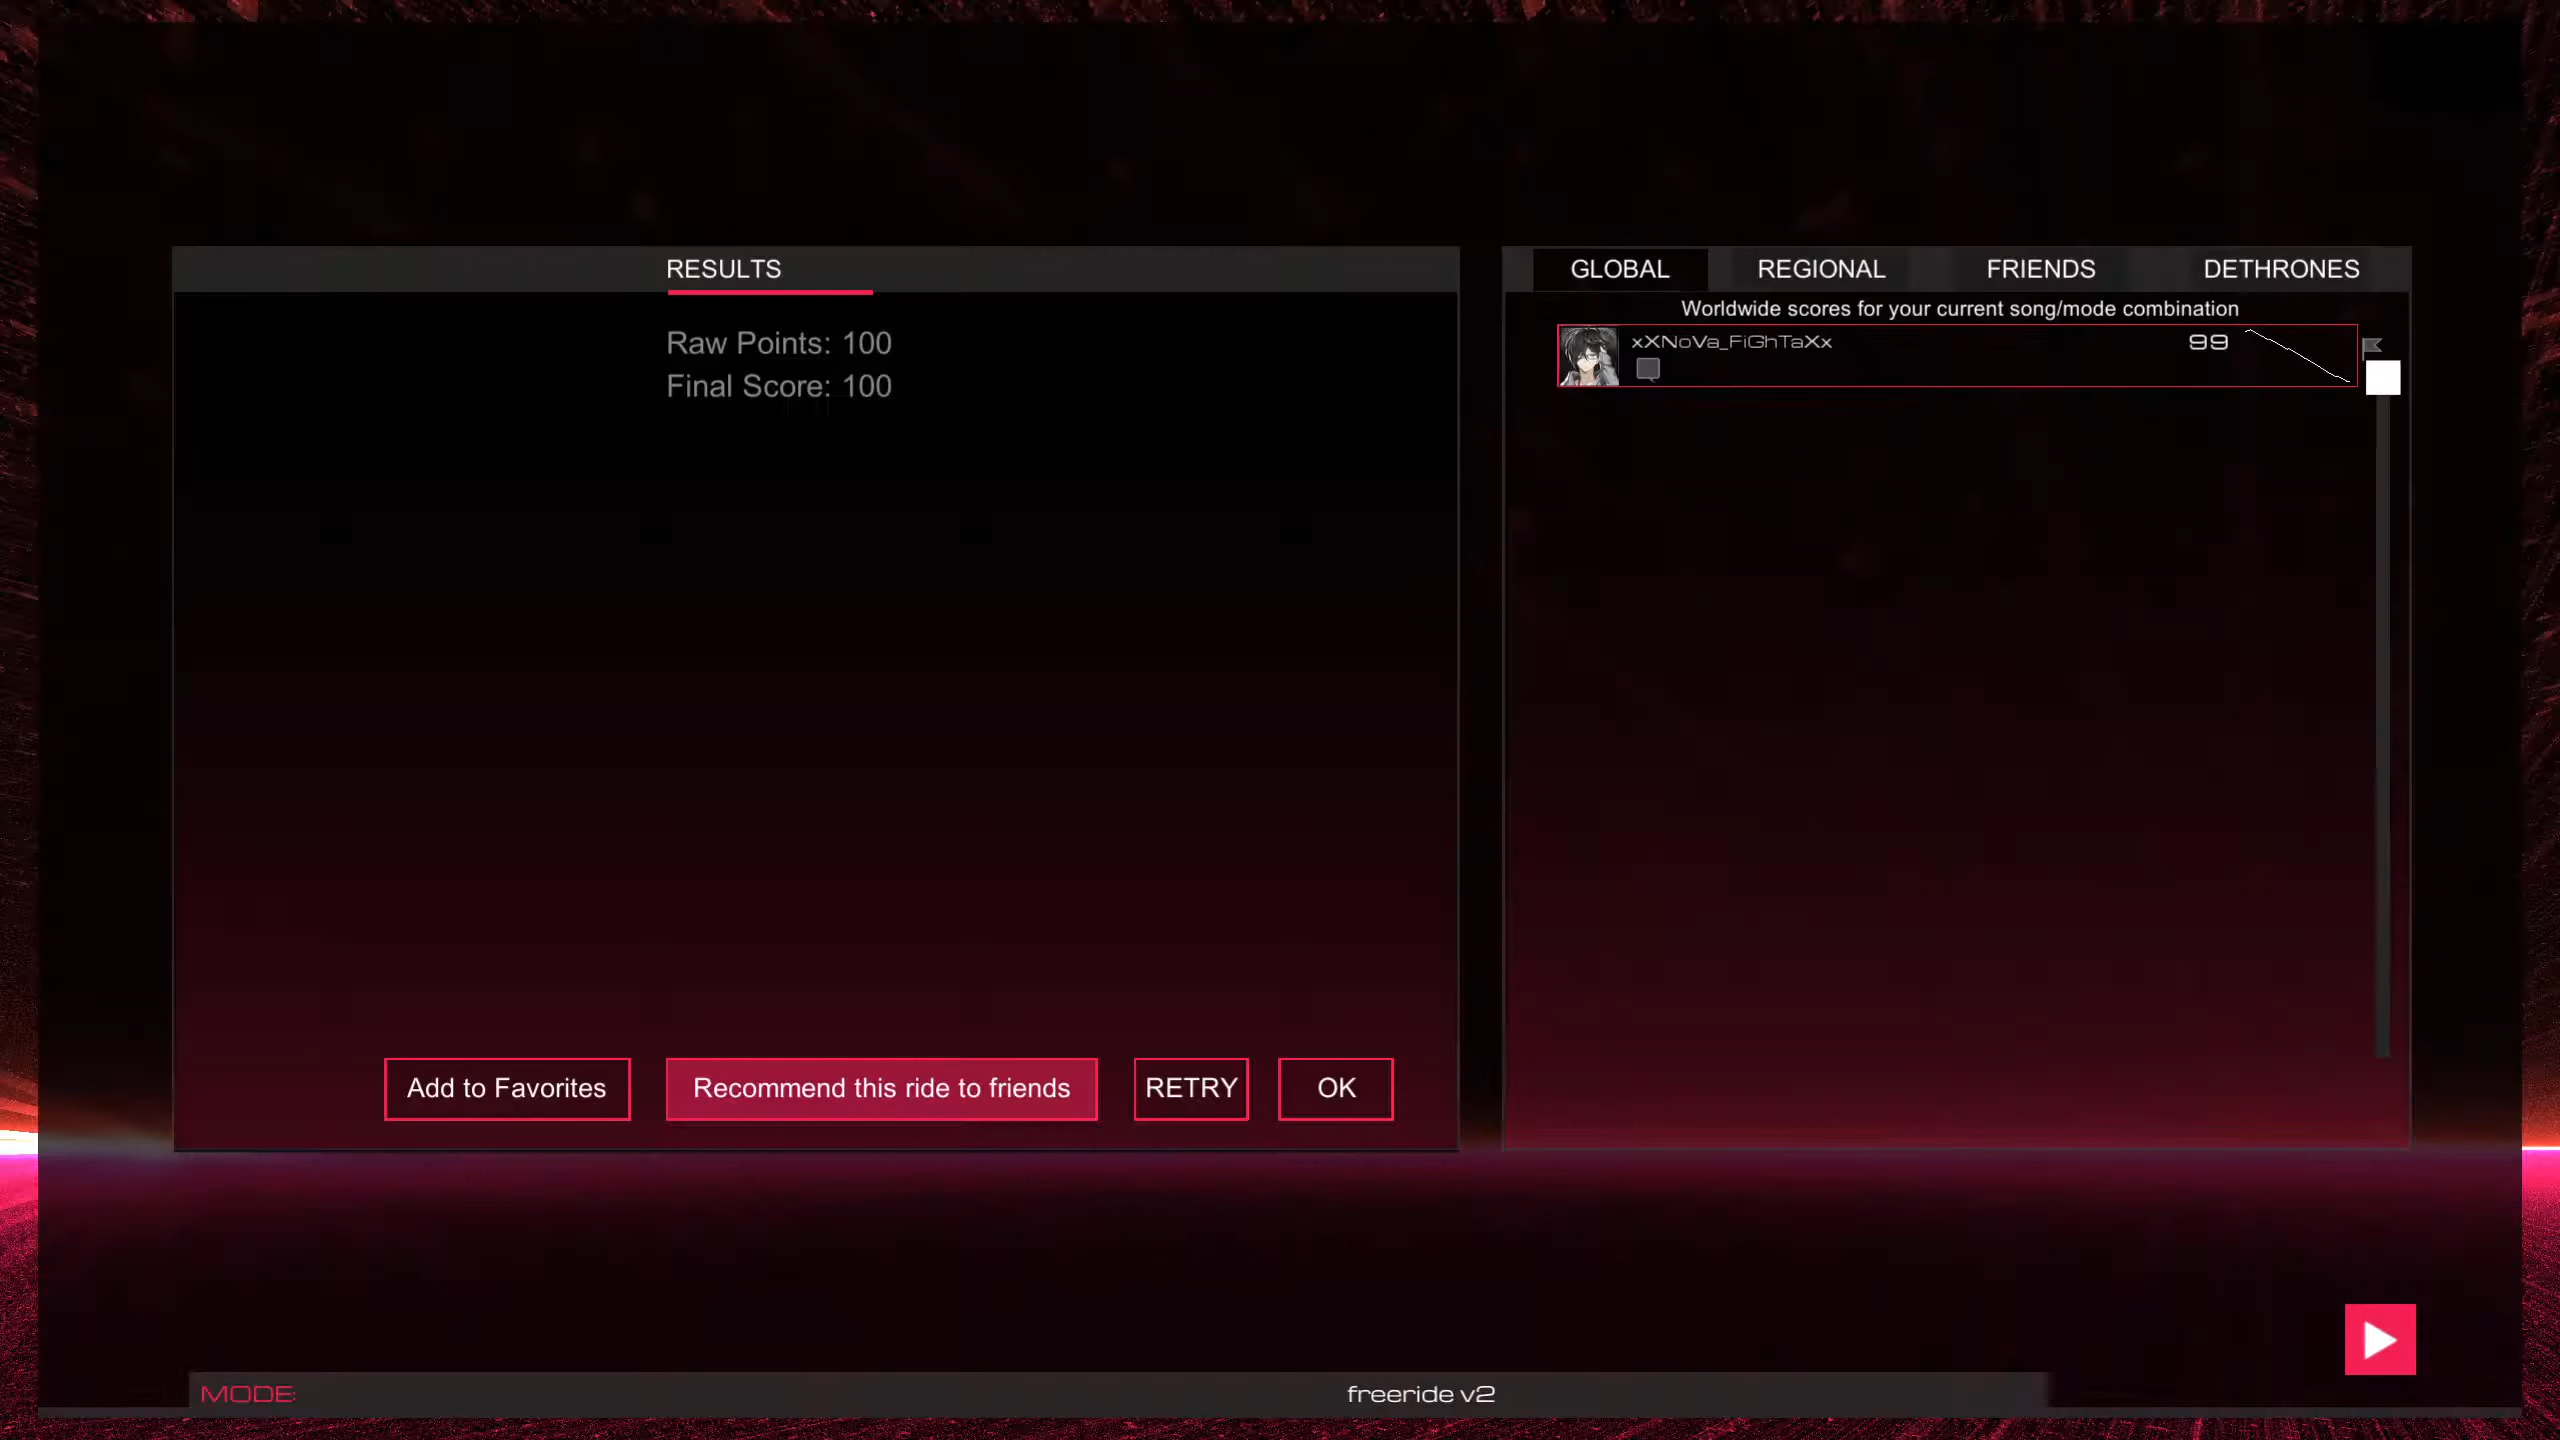 RESULTS
Raw Points: 100
Final Score: 100
Add to Favorites
Recommend this ride to friends
RETRY
OK
GLOBAL
REGIONAL
FRIENDS
DETHRONES
Worldwide scores for your current song/mode combination
xXNoVa_FiGhTaXx
99
MODE:
freeride v2